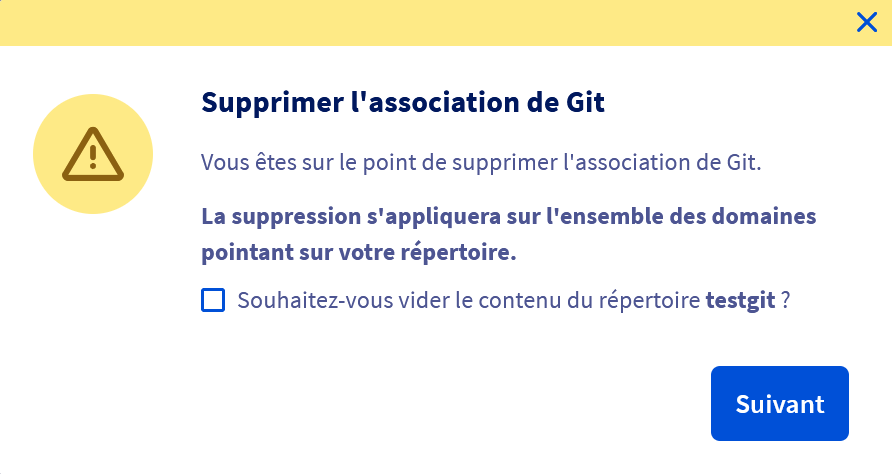 Supprimer l'association de Git
Vous êtes sur le point de supprimer l'association de Git.
La suppression s'appliquera sur l'ensemble des domaines
pointant sur votre répertoire.
Souhaitez-vous vider le contenu du répertoire testgit ?
Suivant